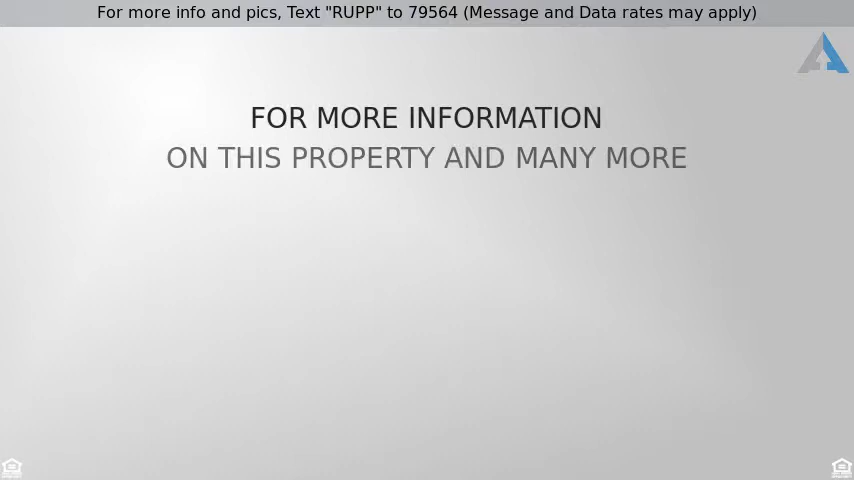 For more info and pics, Text "RUPP" to 79564 (Message and Data rates may apply)
FOR MORE INFORMATION
ON THIS PROPERTY AND MANY MORE